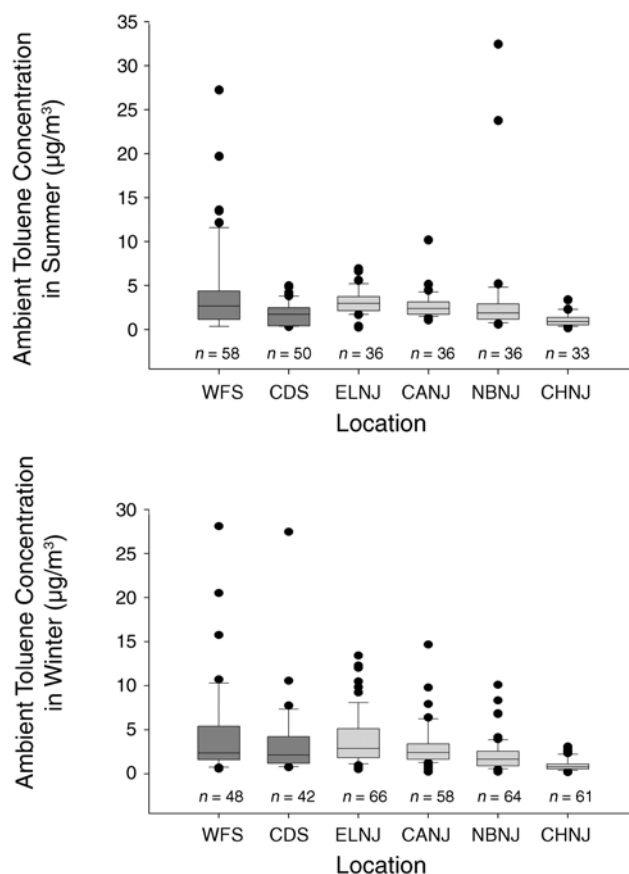 Ambient Toluene Concentration
in Summer (µg/m³)
35
30
25
20
15
10
5
0
n = 58 n = 50 n = 36 n = 36 n = 36 n = 33
WFS CDS ELNJ CANJ NBNJ CHNJ
Location
Ambient Toluene Concentration
in Winter (µg/m³)
30
25
20
15
10
5
0
n = 48 n = 42 n = 66 n = 58 n = 64 n = 61
WFS CDS ELNJ CANJ NBNJ CHNJ
Location